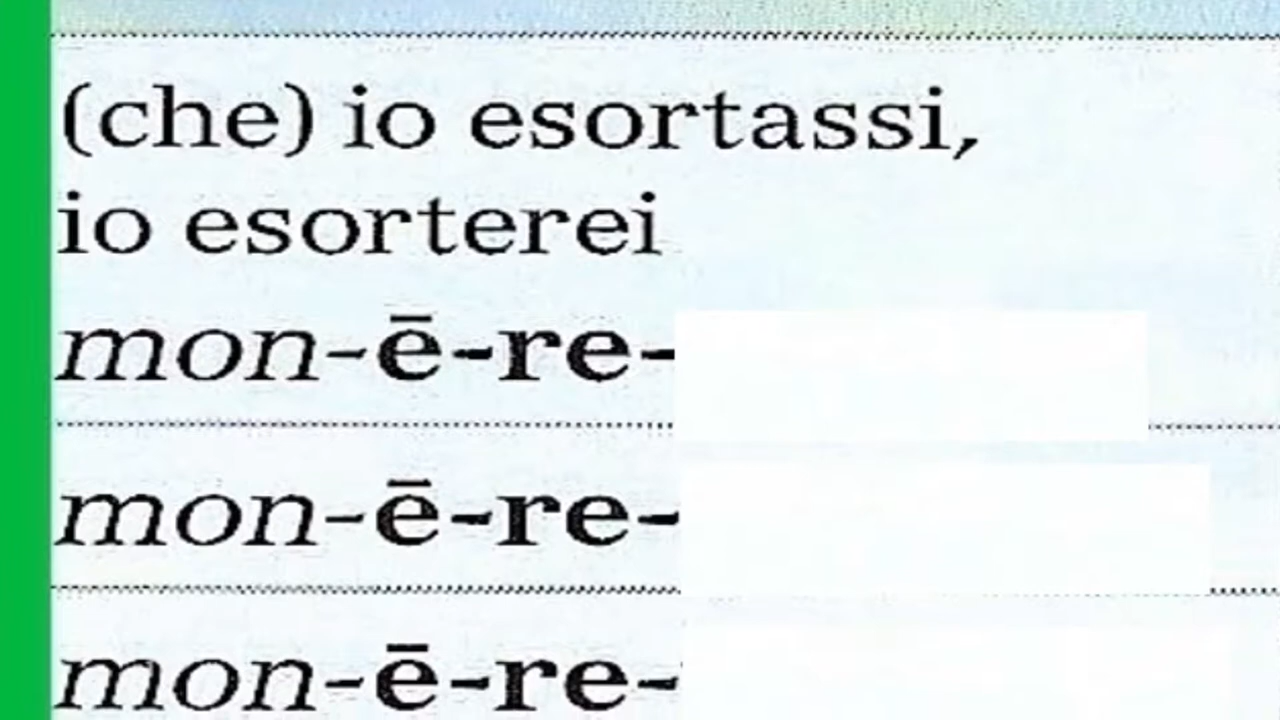 (che) io esortassi,
io esorterei
mon-ē-re-
mon-ē-re-
mon-ē-re-